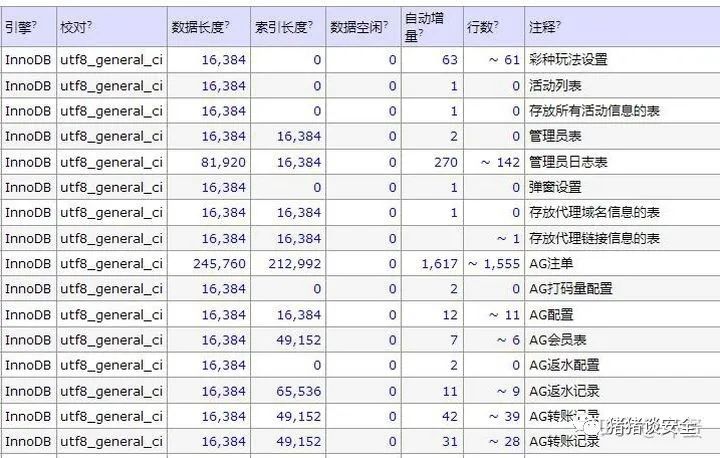 引擎? 校对? 数据长度? 索引长度? 数据空闲? 自动增量? 行数? 注释?
InnoDB utf8_general_ci 16,384 0 0 63 ~ 61 彩种玩法设置
InnoDB utf8_general_ci 16,384 0 0 1 0 活动列表
InnoDB utf8_general_ci 16,384 0 0 1 0 存放所有活动信息的表
InnoDB utf8_general_ci 16,384 16,384 0 2 0 管理员表
InnoDB utf8_general_ci 81,920 16,384 0 270 ~ 142 管理员日志表
InnoDB utf8_general_ci 16,384 0 0 1 0 弹窗设置
InnoDB utf8_general_ci 16,384 16,384 0 1 0 存放代理域名信息的表
InnoDB utf8_general_ci 16,384 16,384 0 ~ 1 存放代理链接信息的表
InnoDB utf8_general_ci 245,760 212,992 0 1,617 ~ 1,555 AG注单
InnoDB utf8_general_ci 16,384 0 0 2 0 AG打码量配置
InnoDB utf8_general_ci 16,384 16,384 0 12 ~ 11 AG配置
InnoDB utf8_general_ci 16,384 49,152 0 7 ~ 6 AG会员表
InnoDB utf8_general_ci 16,384 0 0 2 0 AG返水配置
InnoDB utf8_general_ci 16,384 65,536 0 11 ~ 9 AG返水记录
InnoDB utf8_general_ci 16,384 49,152 0 42 ~ 39 AG转账记录
猪猪谈安全
InnoDB utf8_general_ci 16,384 49,152 0 31 ~ 28 AG转账记录